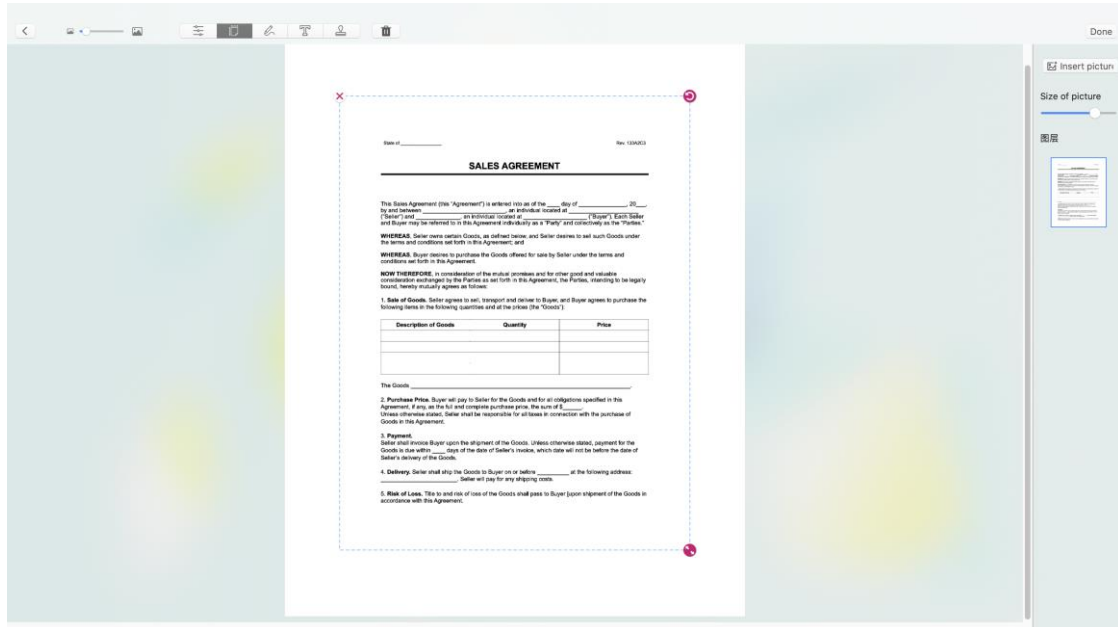 Done
Insert pictur
Size of picture
图层
State of
Rev. 133A2C3
SALES AGREEMENT
This Sales Agreement (this "Agreement") is entered into as of the ____ day of ______________, 20___,
by and between ____________________, an individual located at ____________________
("Seller") and ____________, an individual located at ________________ ("Buyer"). Each Seller
and Buyer may be referred to in this Agreement individually as a "Party" and collectively as the "Parties."
WHEREAS, Seller owns certain Goods, as defined below, and Seller desires to sell such Goods under
the terms and conditions set forth in this Agreement; and
WHEREAS, Buyer desires to purchase the Goods offered for sale by Seller under the terms and
conditions set forth in this Agreement.
NOW THEREFORE, in consideration of the mutual promises and for other good and valuable
consideration exchanged by the Parties as set forth in this Agreement, the Parties, intending to be legally
bound, hereby mutually agrees as follows:
1. Sale of Goods. Seller agrees to sell, transport and deliver to Buyer, and Buyer agrees to purchase the
following items in the following quantities and at the prices (the "Goods"):
Description of Goods Quantity Price
The Goods ____________________.
2. Purchase Price. Buyer will pay to Seller for the Goods and for all obligations specified in this
Agreement, if any, as the full and complete purchase price, the sum of $_____.
Unless otherwise stated, Seller shall be responsible for all taxes in connection with the purchase of
Goods in this Agreement.
3. Payment.
Seller shall invoice Buyer upon the shipment of the Goods. Unless otherwise stated, payment for the
Goods is due within ____ days of the date of Seller's invoice, which date will not be before the date of
Seller's delivery of the Goods.
4. Delivery. Seller shall ship the Goods to Buyer on or before _________ at the following address:
____________________. Seller will pay for any shipping costs.
5. Risk of Loss. Title to and risk of loss of the Goods shall pass to Buyer [upon shipment of the Goods in
accordance with this Agreement.